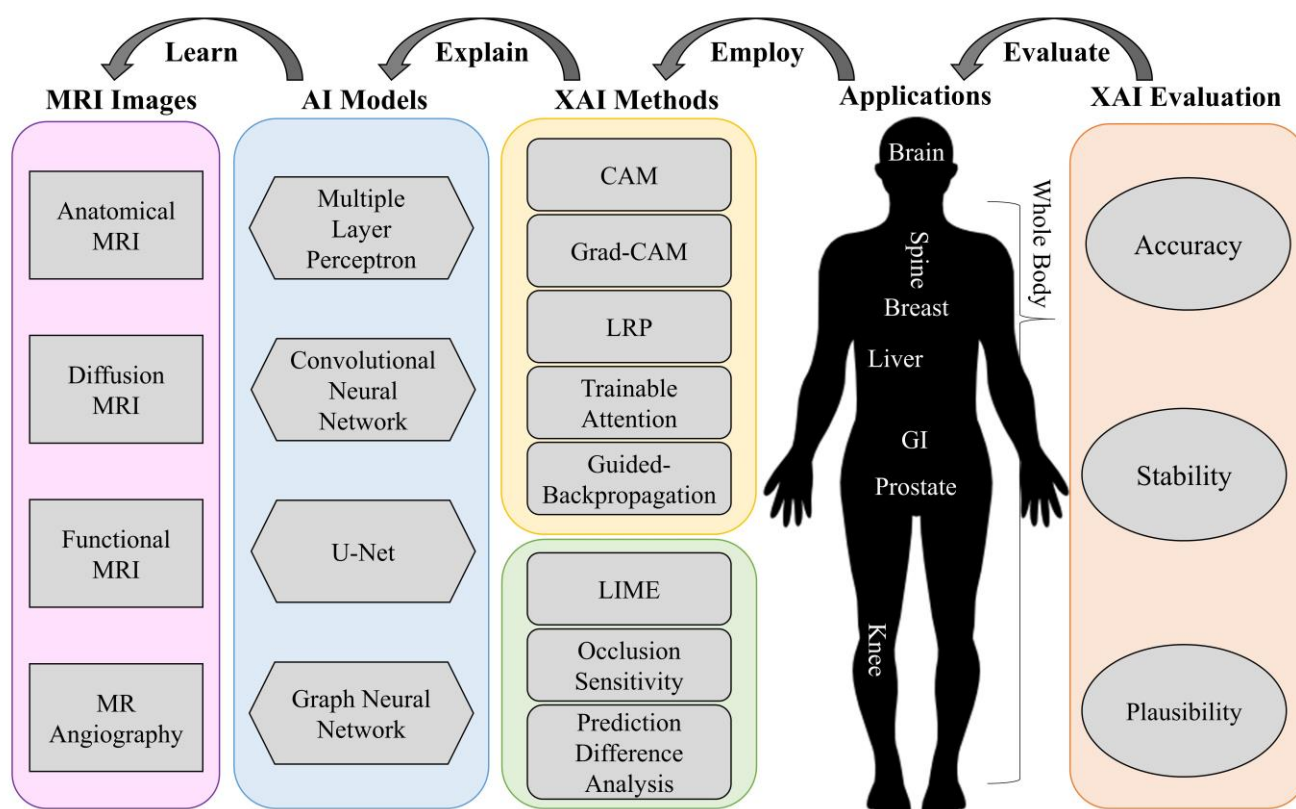 Learn
Explain
Employ
Evaluate
MRI Images
AI Models
XAI Methods
Applications
XAI Evaluation
Anatomical
MRI
Diffusion
MRI
Functional
MRI
MR
Angiography
Multiple
Layer
Perceptron
Convolutional
Neural
Network
U-Net
Graph Neural
Network
CAM
Grad-CAM
LRP
Trainable
Attention
Guided-
Backpropagation
LIME
Occlusion
Sensitivity
Prediction
Difference
Analysis
Brain
Spine
Breast
Liver
GI
Prostate
Knee
Whole Body
Accuracy
Stability
Plausibility